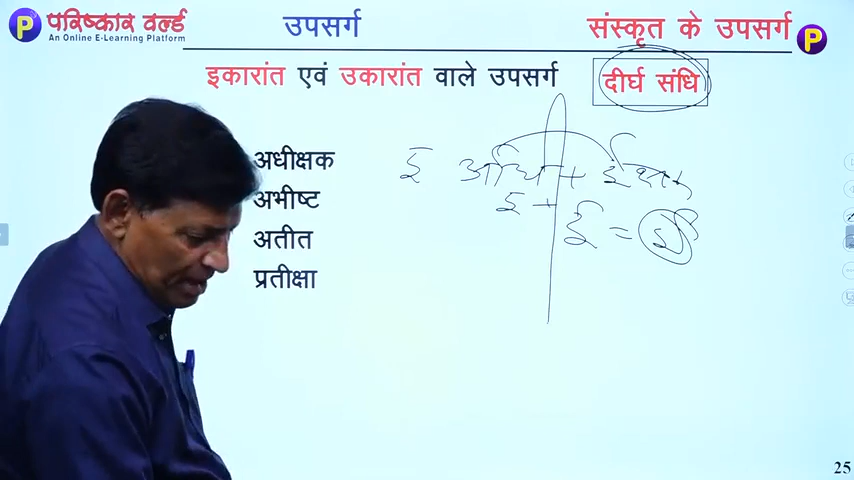 P परिष्कार वर्ल्ड उपसर्ग संस्कृत के उपसर्ग P
An Online E-Learning Platform
इकारांत एवं उकारांत वाले उपसर्ग दीर्घ संधि
अधीक्षक इ अधि + ईक्षक
अभीष्ट इ +
अतीत ई = ई
प्रतीक्षा
25